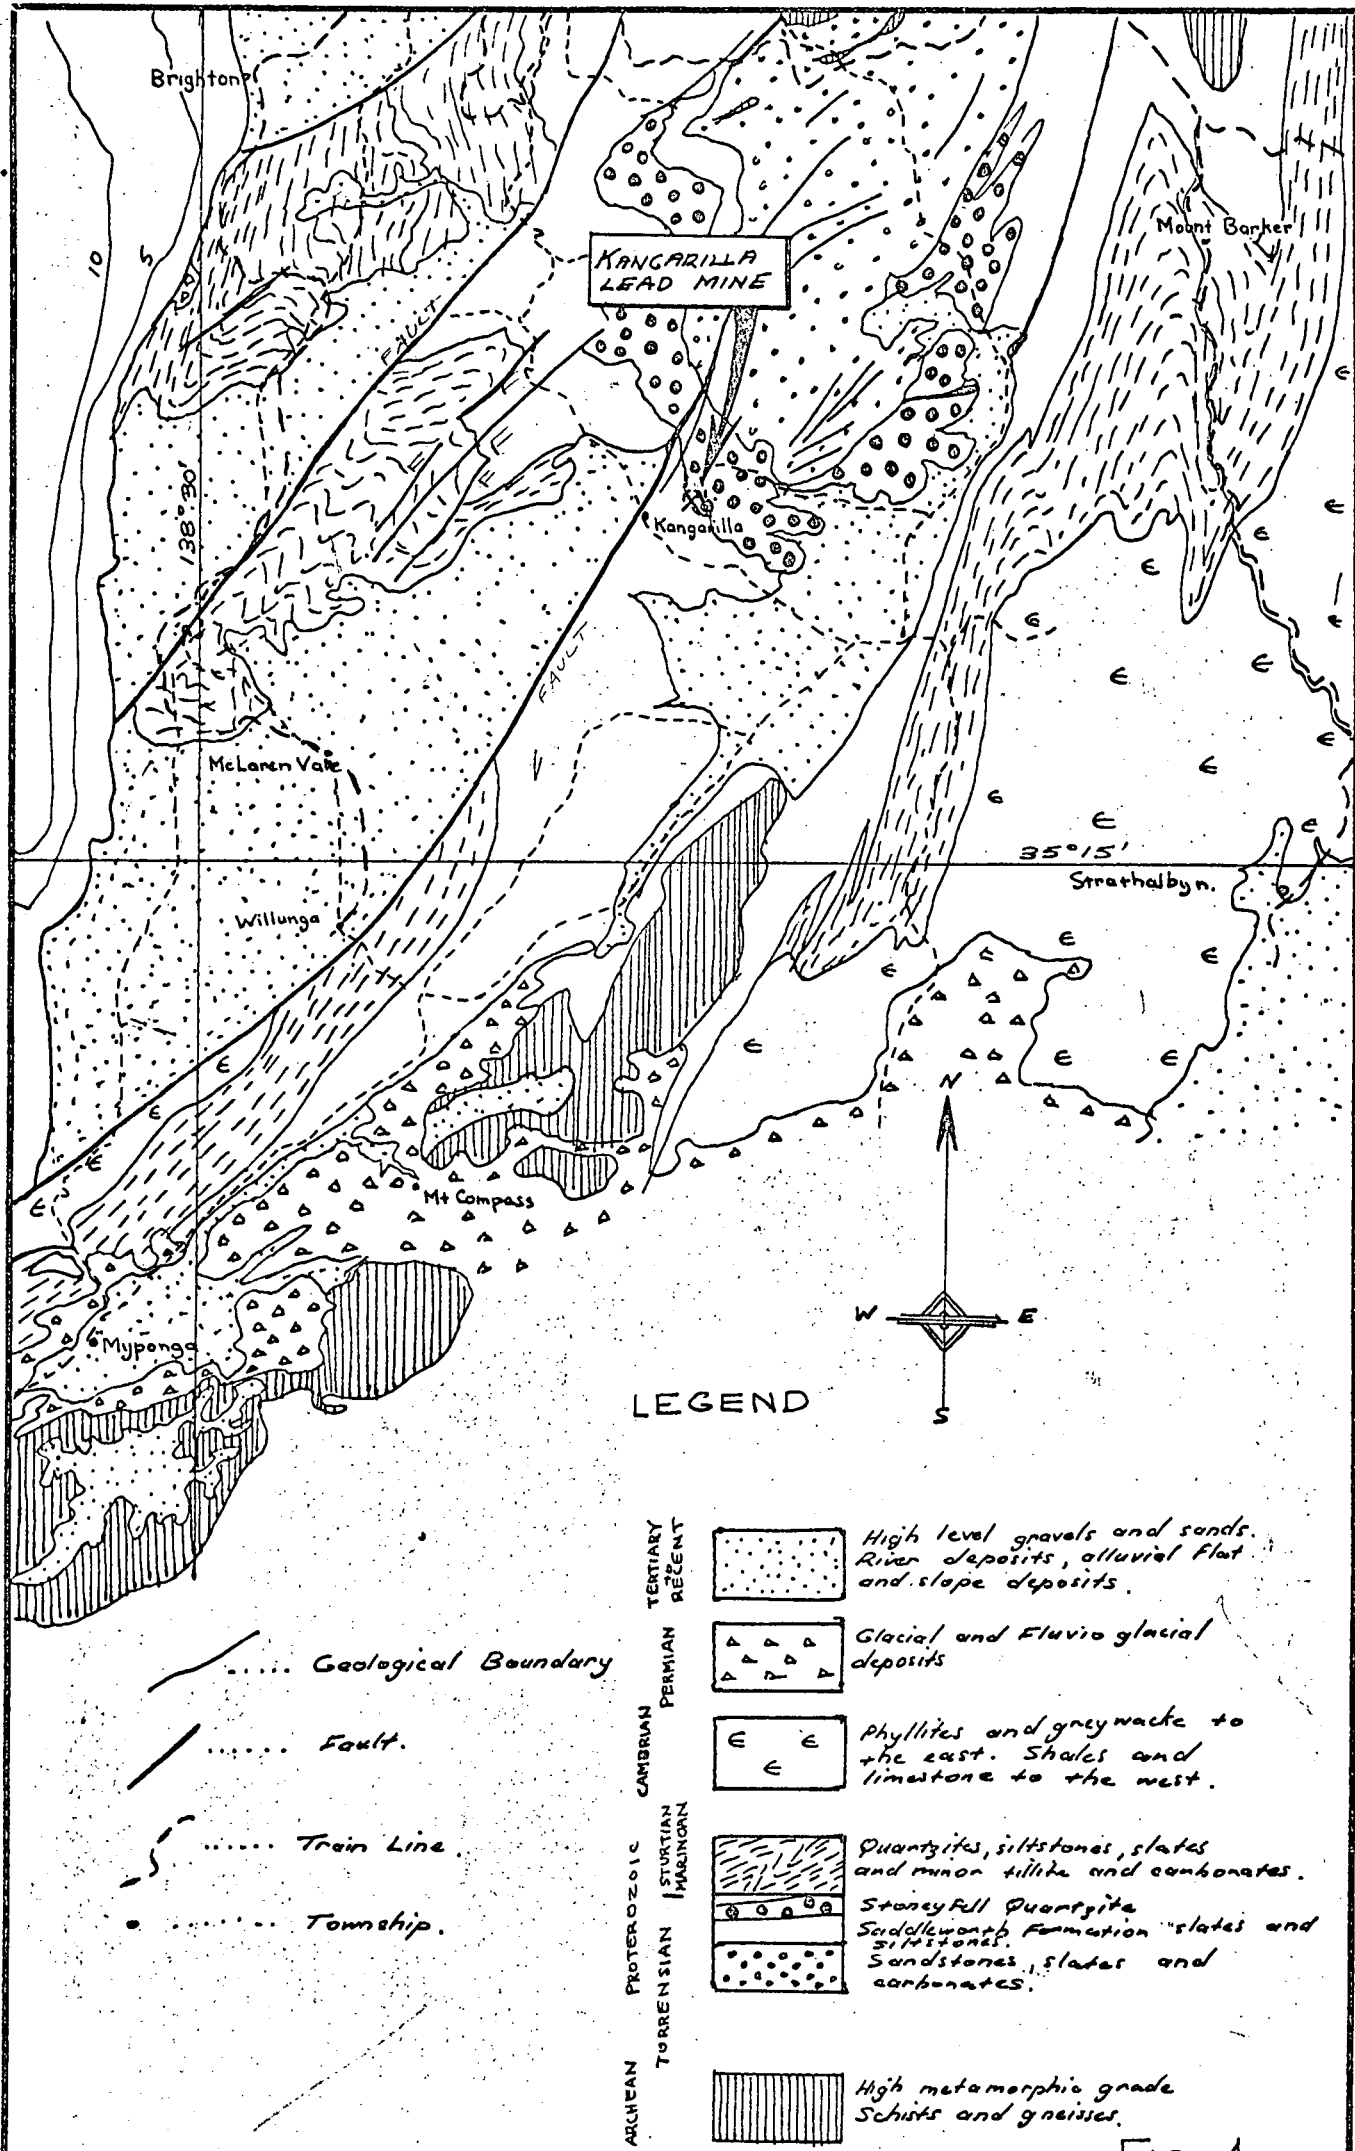 Brighton
10
5
Mount Barker
KANGARILLA
LEAD MINE
FAULT
138°30'
Kangarilla
FAULT
McLaren Vale
35°15'
Strathalbyn.
Willunga
Mt Compass
Myponga
N
W
E
S
LEGEND
TERTIARY
TO
RECENT
High level gravels and sands.
River deposits, alluvial Flat
and slope deposits.
PERMIAN
Glacial and Fluvio glacial
deposits
CAMBRIAN
Є Є
Є
Phyllites and greywacke to
the east. Shales and
limestone to the west.
PROTEROZOIC
STURTIAN
MARINOAN
Quartzites, siltstones, slates
and minor tillite and carbonates.
TORRENSIAN
Stoneyfell Quartzite
Saddleworth Formation slates and
siltstones.
Sandstones, slates and
carbonates.
ARCHEAN
High metamorphic grade
Schists and gneisses.
Geological Boundary
Fault.
Train Line.
Township.